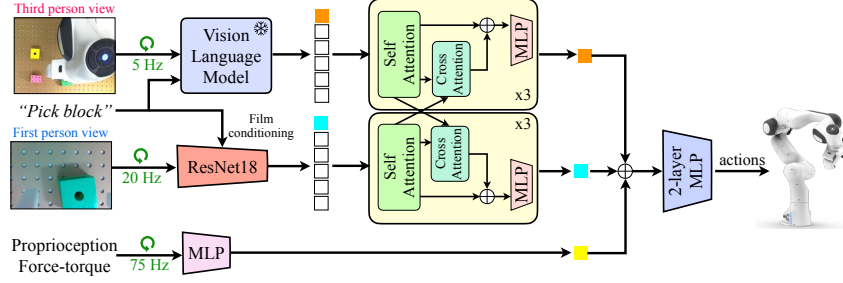 Third person view
5 Hz
Vision
Language
Model
Self
Attention
Cross
Attention
MLP
x3
“Pick block”
Film
conditioning
First person view
20 Hz
ResNet18
Self
Attention
Cross
Attention
MLP
x3
2-layer
MLP
actions
Proprioception
Force-torque
75 Hz
MLP